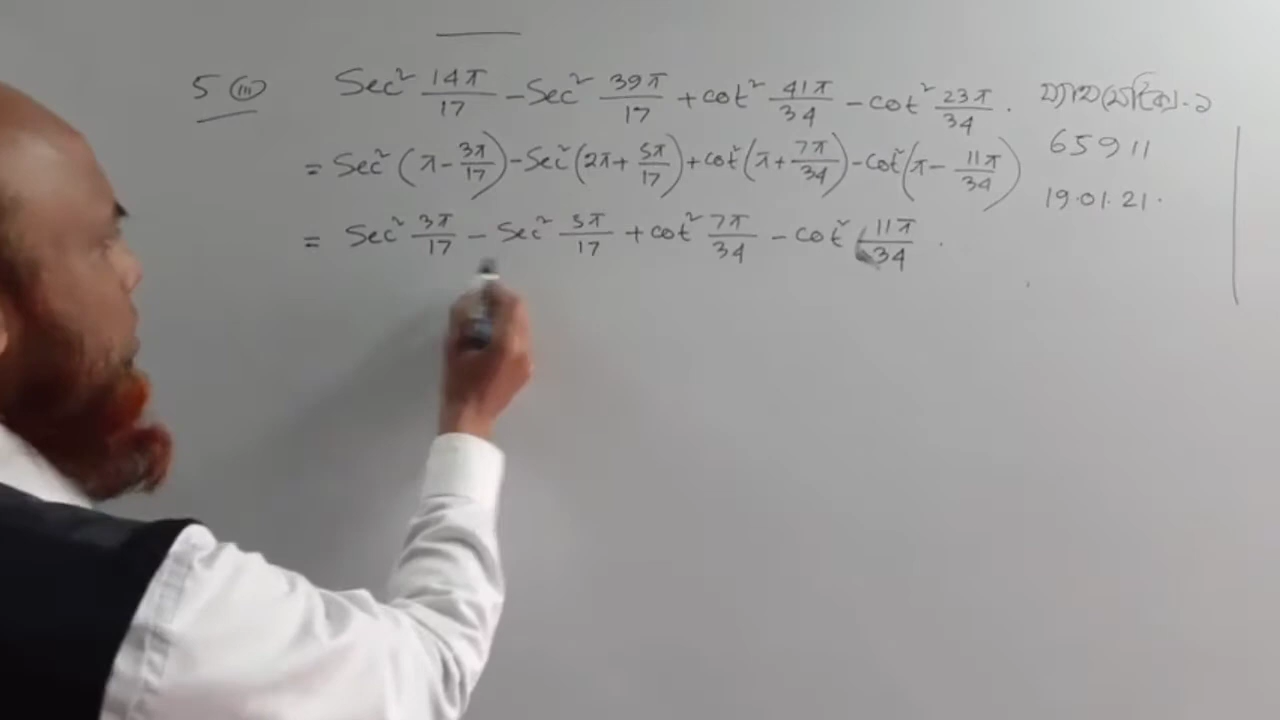 5 (iii) Sec² 14π/17 - Sec² 39π/17 + cot² 41π/34 - cot² 23π/34 .
= Sec² (π - 3π/17) - Sec² (2π + 5π/17) + cot² (π + 7π/34) - cot² (π - 11π/34)
= Sec² 3π/17 - Sec² 5π/17 + cot² 7π/34 - cot² 11π/34 .
ম্যাথমেটিক্স-১
65911
19.01.21.